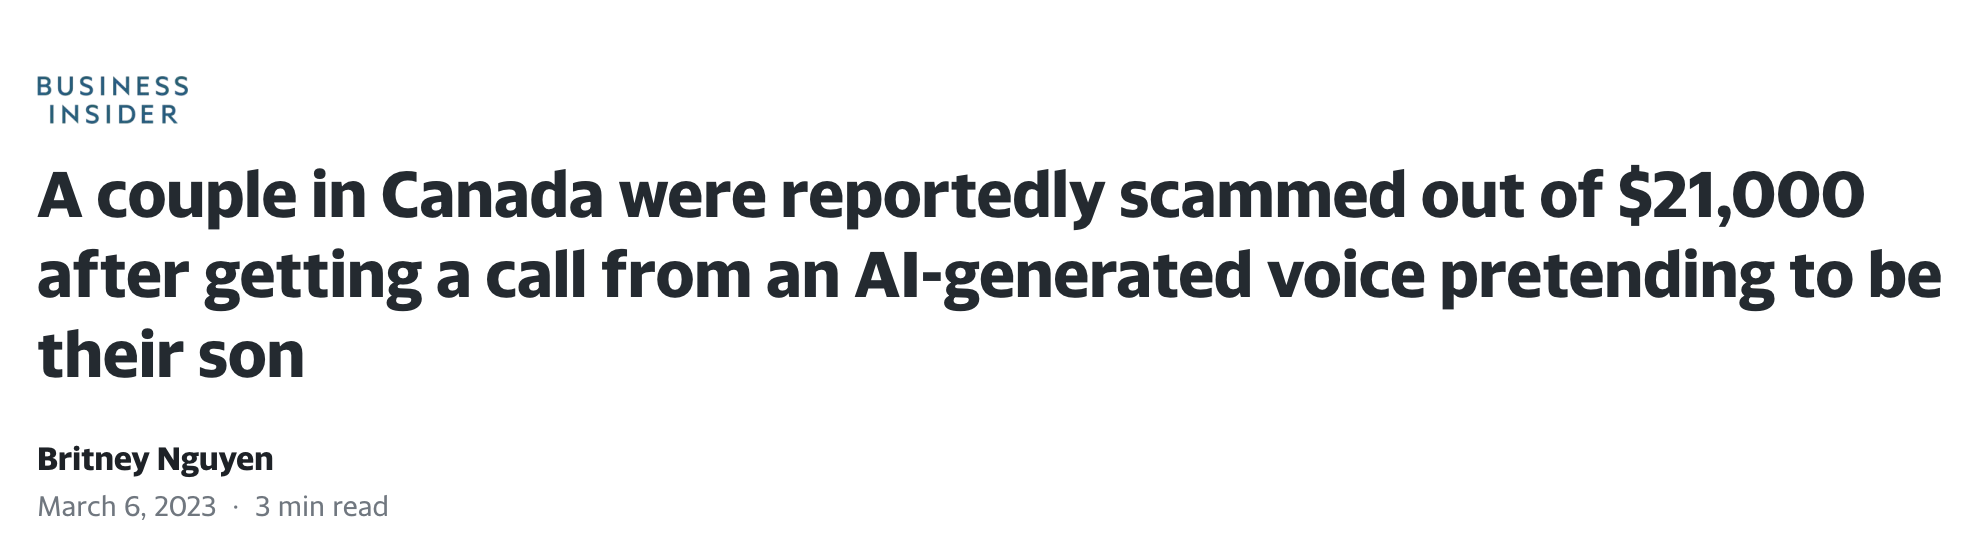 BUSINESS
INSIDER
A couple in Canada were reportedly scammed out of $21,000
after getting a call from an AI-generated voice pretending to be
their son
Britney Nguyen
March 6, 2023 · 3 min read